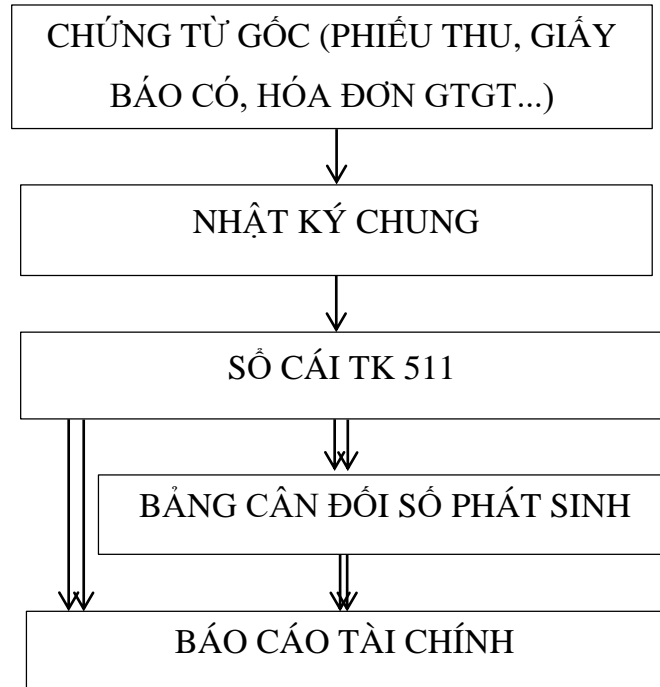 CHỨNG TỪ GỐC (PHIẾU THU, GIẤY
BÁO CÓ, HÓA ĐƠN GTGT...)
NHẬT KÝ CHUNG
SỔ CÁI TK 511
BẢNG CÂN ĐỐI SỐ PHÁT SINH
BÁO CÁO TÀI CHÍNH